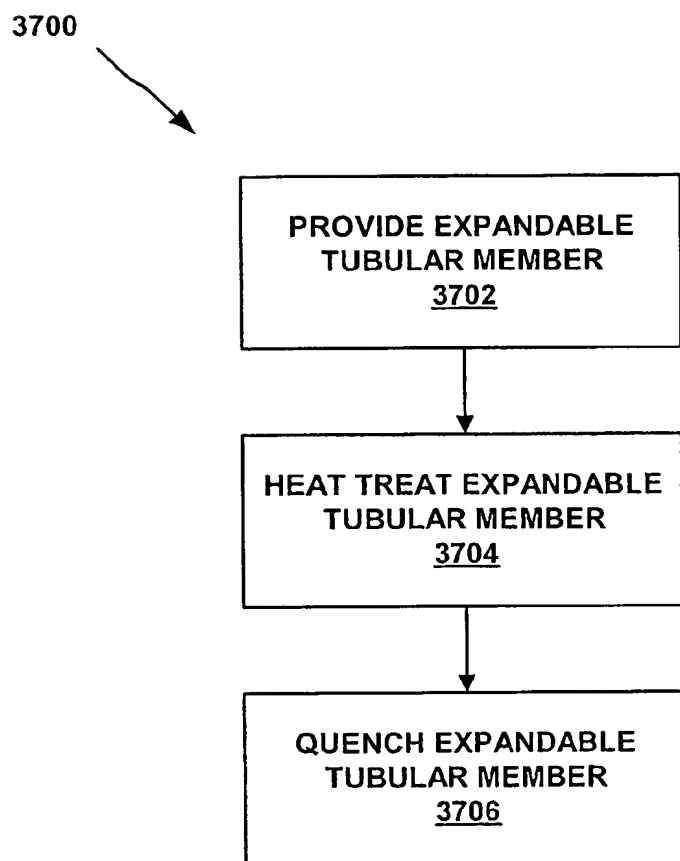 3700
PROVIDE EXPANDABLE
TUBULAR MEMBER
3702
HEAT TREAT EXPANDABLE
TUBULAR MEMBER
3704
QUENCH EXPANDABLE
TUBULAR MEMBER
3706